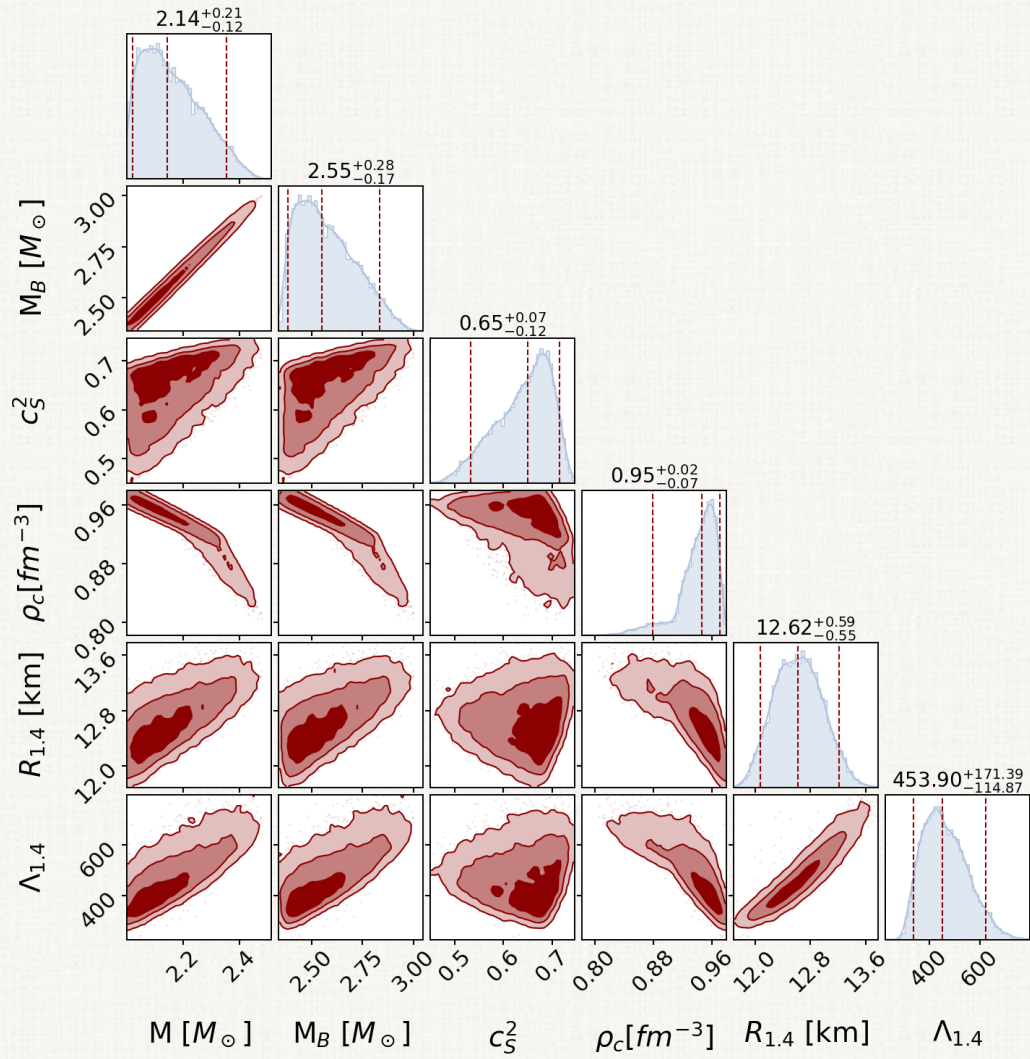 2.14^{+0.21}_{-0.12}
2.55^{+0.28}_{-0.17}
M_B [M_⊙]
3.00
2.75
2.50
0.65^{+0.07}_{-0.12}
c_S^2
0.7
0.6
0.5
0.95^{+0.02}_{-0.07}
ρ_c[fm^{-3}]
0.96
0.88
0.80
12.62^{+0.59}_{-0.55}
R_{1.4} [km]
13.6
12.8
12.0
453.90^{+171.39}_{-114.87}
Λ_{1.4}
600
400
2.2 2.4 2.50 2.75 3.00 0.5 0.6 0.7 0.80 0.88 0.96 12.0 12.8 13.6 400 600
M [M_⊙] M_B [M_⊙] c_S^2 ρ_c[fm^{-3}] R_{1.4} [km] Λ_{1.4}